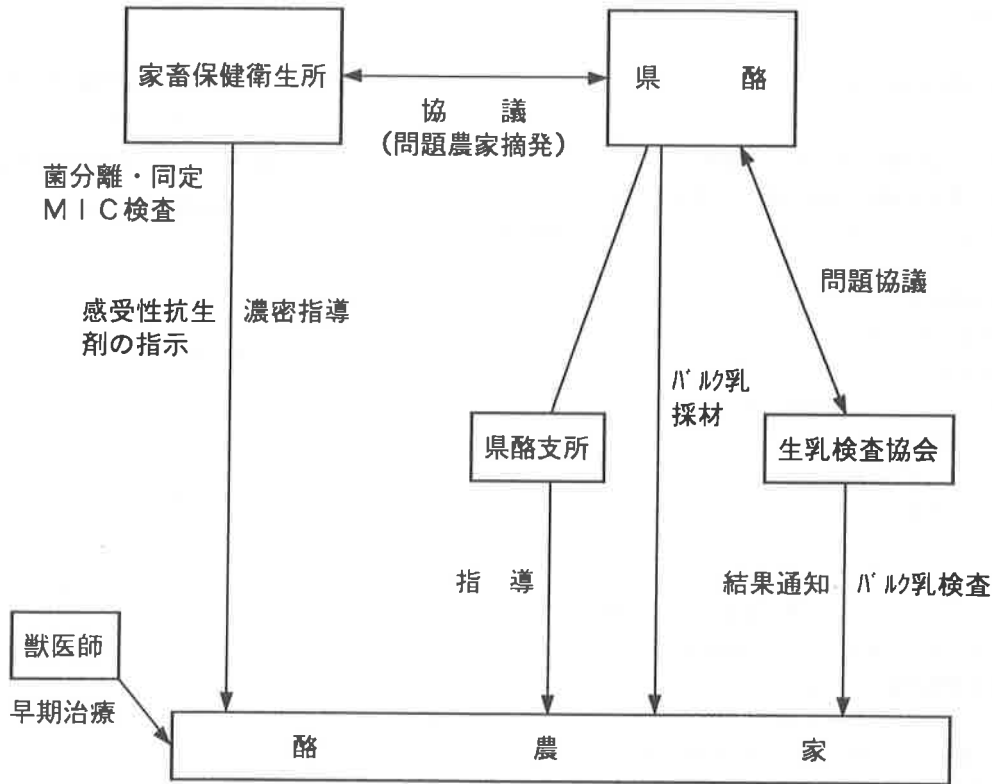 家畜保健衛生所
県　　酪
協　　議
(問題農家摘発)
菌分離・同定
ＭＩＣ検査
感受性抗生
剤の指示
濃密指導
問題協議
ﾊﾞﾙｸ乳
採材
県酪支所
生乳検査協会
指　導
結果通知
ﾊﾞﾙｸ乳検査
獣医師
早期治療
酪　　農　　家